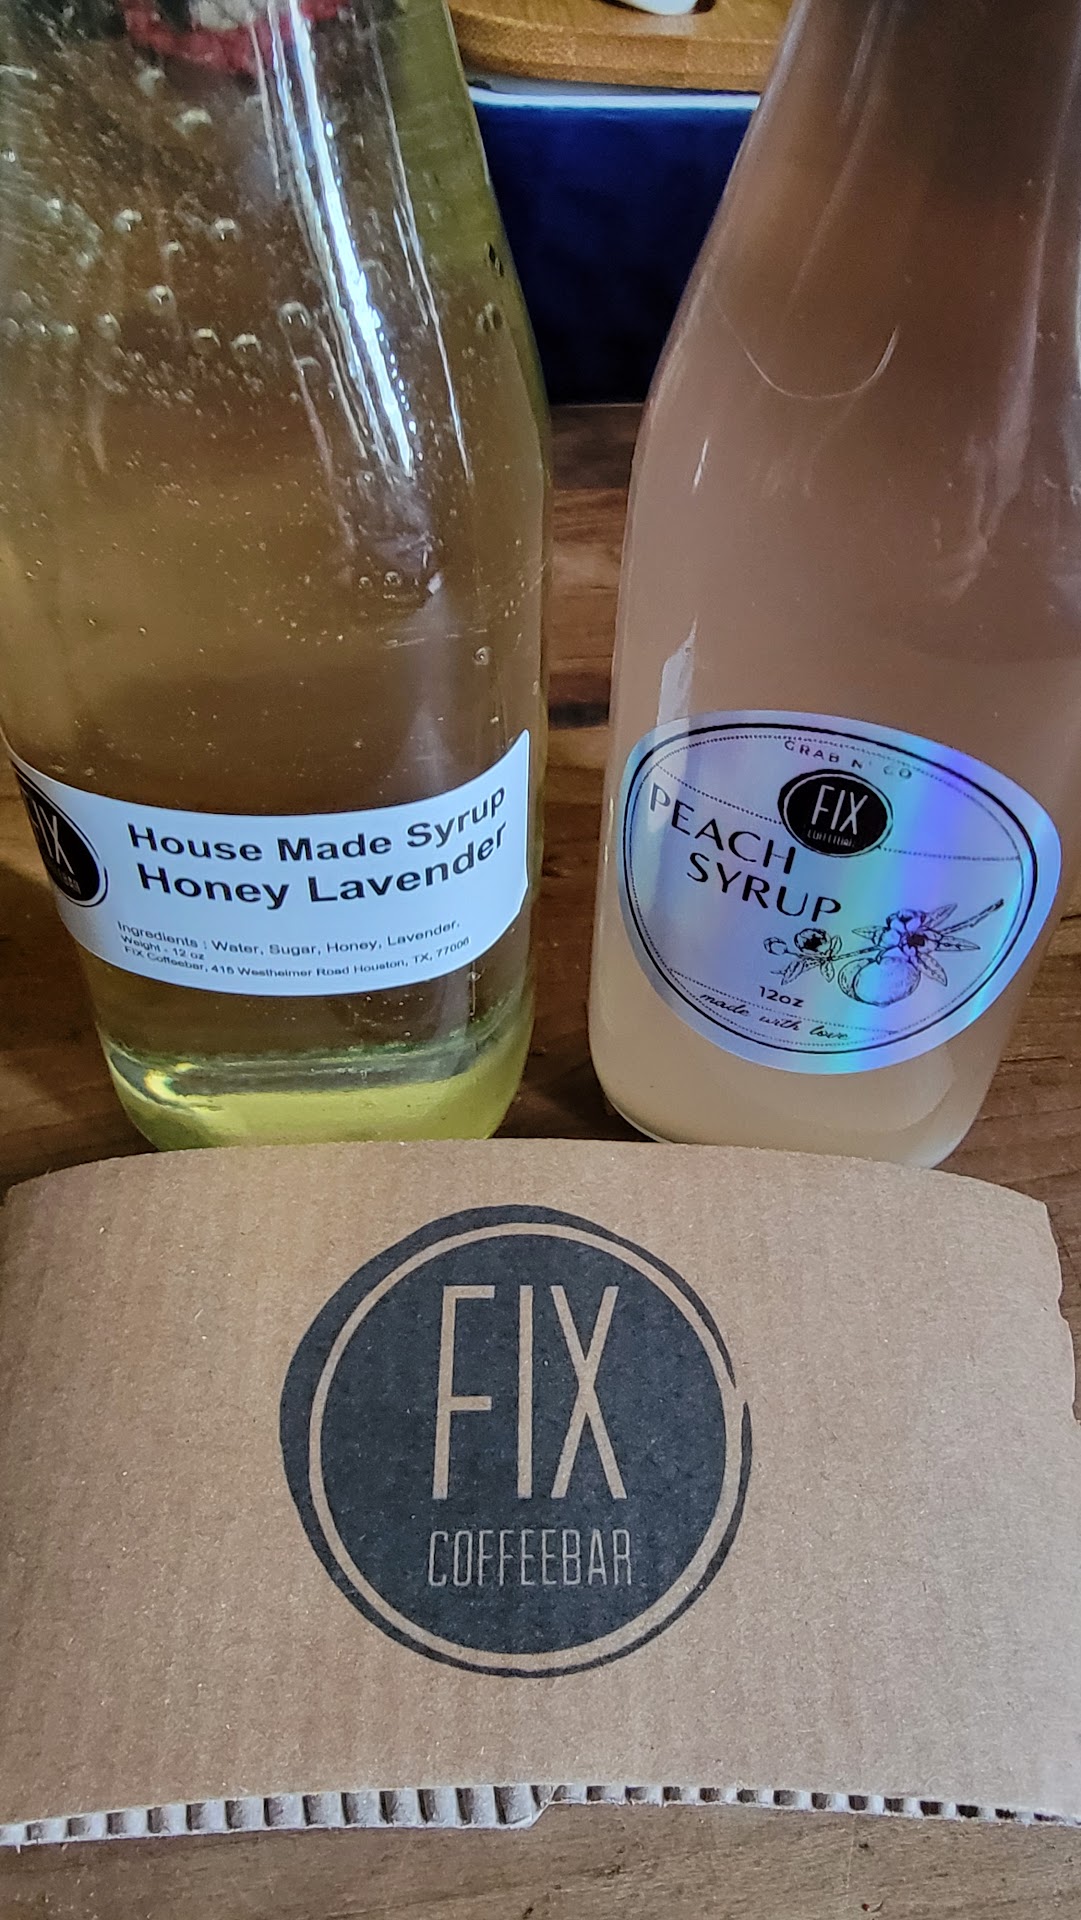 House Made Syrup
Honey Lavender
Ingredients : Water, Sugar, Honey, Lavender.
Weight - 12 oz
FIX Coffeebar, 415 Westheimer Road Houston, TX, 77006
GRAB N' GO
FIX
COFFEEBAR
PEACH
SYRUP
12oz
made with love
FIX
COFFEEBAR